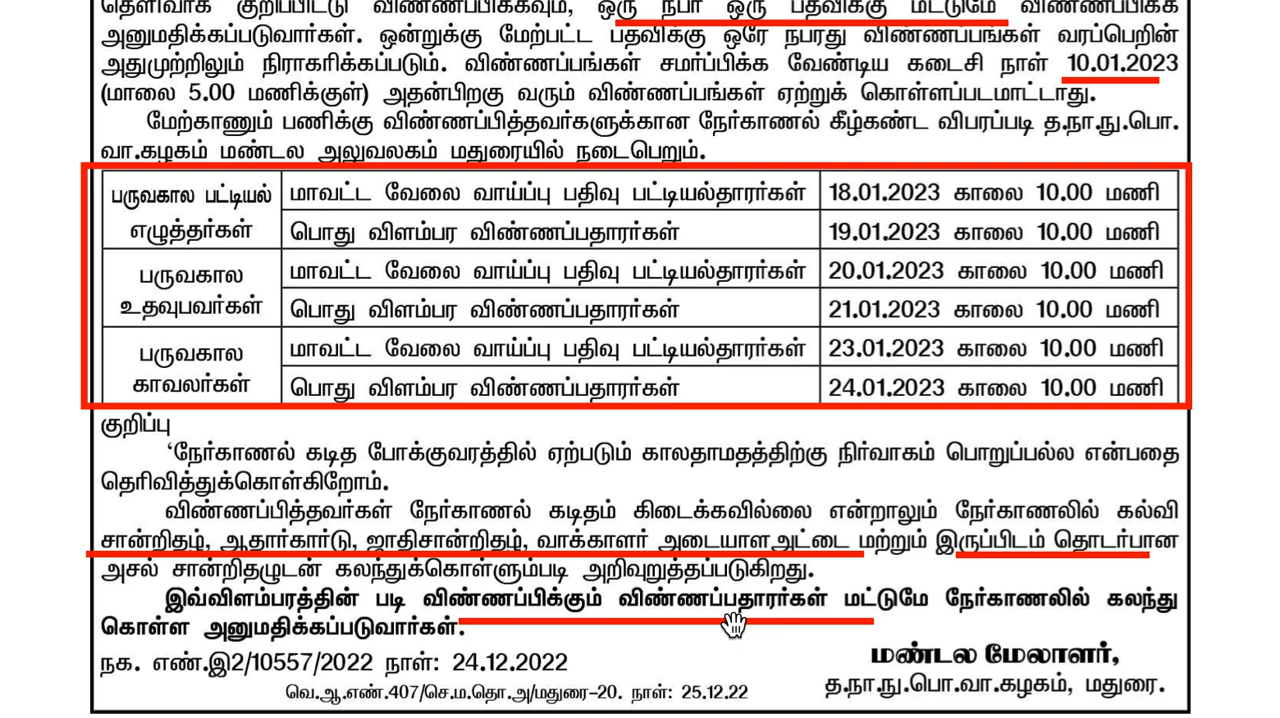 தெளிவாக குறிப்பிட்டு விண்ணப்பிக்கவும், ஒரு நபர் ஒரு பதவிக்கு மட்டுமே விண்ணப்பிக்க
அனுமதிக்கப்படுவார்கள். ஒன்றுக்கு மேற்பட்ட பதவிக்கு ஒரே நபரது விண்ணப்பங்கள் வரப்பெறின்
அதுமுற்றிலும் நிராகரிக்கப்படும். விண்ணப்பங்கள் சமர்ப்பிக்க வேண்டிய கடைசி நாள் 10.01.2023
(மாலை 5.00 மணிக்குள்) அதன்பிறகு வரும் விண்ணப்பங்கள் ஏற்றுக் கொள்ளப்படமாட்டாது.
மேற்காணும் பணிக்கு விண்ணப்பித்தவர்களுக்கான நேர்காணல் கீழ்கண்ட விபரப்படி த.நா.நு.பொ.
வா.கழகம் மண்டல அலுவலகம் மதுரையில் நடைபெறும்.
பருவகால பட்டியல் எழுத்தர்கள்
மாவட்ட வேலை வாய்ப்பு பதிவு பட்டியல்தாரர்கள் 18.01.2023 காலை 10.00 மணி
பொது விளம்பர விண்ணப்பதாரர்கள் 19.01.2023 காலை 10.00 மணி
பருவகால உதவுபவர்கள்
மாவட்ட வேலை வாய்ப்பு பதிவு பட்டியல்தாரர்கள் 20.01.2023 காலை 10.00 மணி
பொது விளம்பர விண்ணப்பதாரர்கள் 21.01.2023 காலை 10.00 மணி
பருவகால காவலர்கள்
மாவட்ட வேலை வாய்ப்பு பதிவு பட்டியல்தாரர்கள் 23.01.2023 காலை 10.00 மணி
பொது விளம்பர விண்ணப்பதாரர்கள் 24.01.2023 காலை 10.00 மணி
குறிப்பு
‘நேர்காணல் கடித போக்குவரத்தில் ஏற்படும் காலதாமதத்திற்கு நிர்வாகம் பொறுப்பல்ல என்பதை
தெரிவித்துக்கொள்கிறோம்.
விண்ணப்பித்தவர்கள் நேர்காணல் கடிதம் கிடைக்கவில்லை என்றாலும் நேர்காணலில் கல்வி
சான்றிதழ், ஆதார்கார்டு, ஜாதிசான்றிதழ், வாக்காளர் அடையாளஅட்டை மற்றும் இருப்பிடம் தொடர்பான
அசல் சான்றிதழுடன் கலந்துக்கொள்ளும்படி அறிவுறுத்தப்படுகிறது.
இவ்விளம்பரத்தின் படி விண்ணப்பிக்கும் விண்ணப்பதாரர்கள் மட்டுமே நேர்காணலில் கலந்து
கொள்ள அனுமதிக்கப்படுவார்கள்.
நக. எண்.இ2/10557/2022 நாள்: 24.12.2022
மண்டல மேலாளர்,
வெ.ஆ.எண்.407/செ.ம.தொ.அ/மதுரை-20. நாள்: 25.12.22
த.நா.நு.பொ.வா.கழகம், மதுரை.